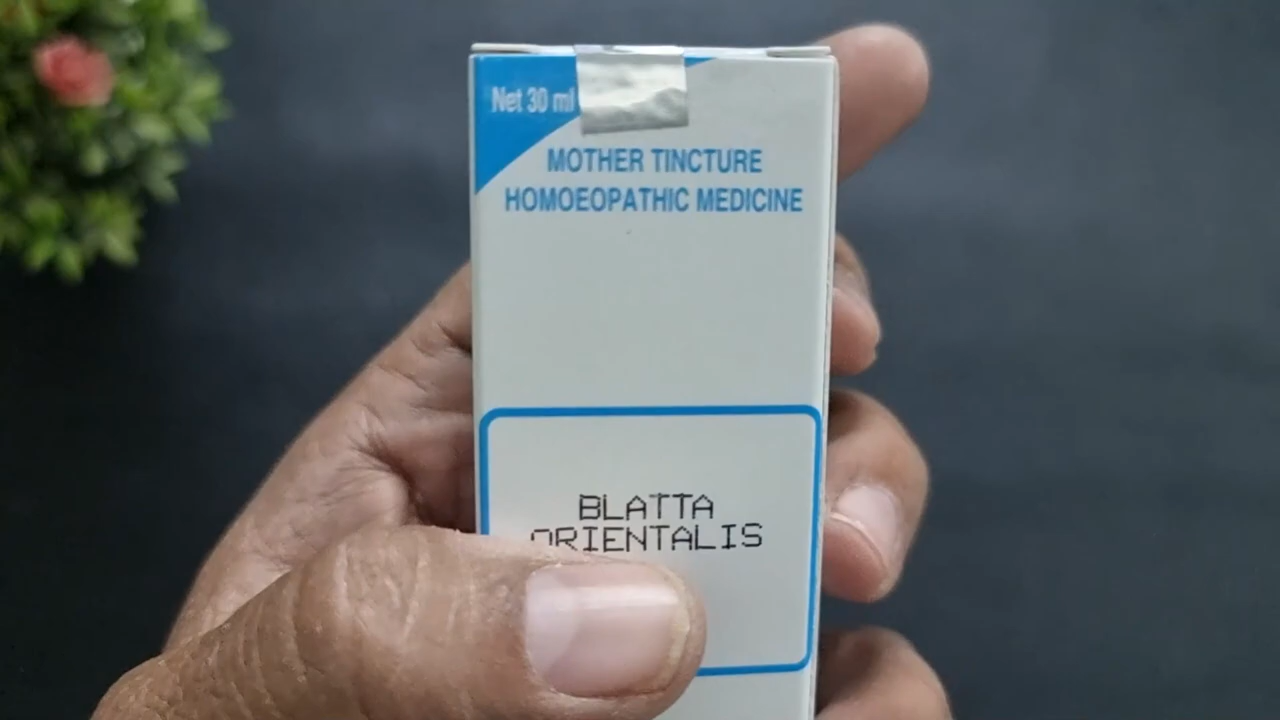 Net 30 ml
MOTHER TINCTURE
HOMOEOPATHIC MEDICINE
BLATTA
ORIENTALIS